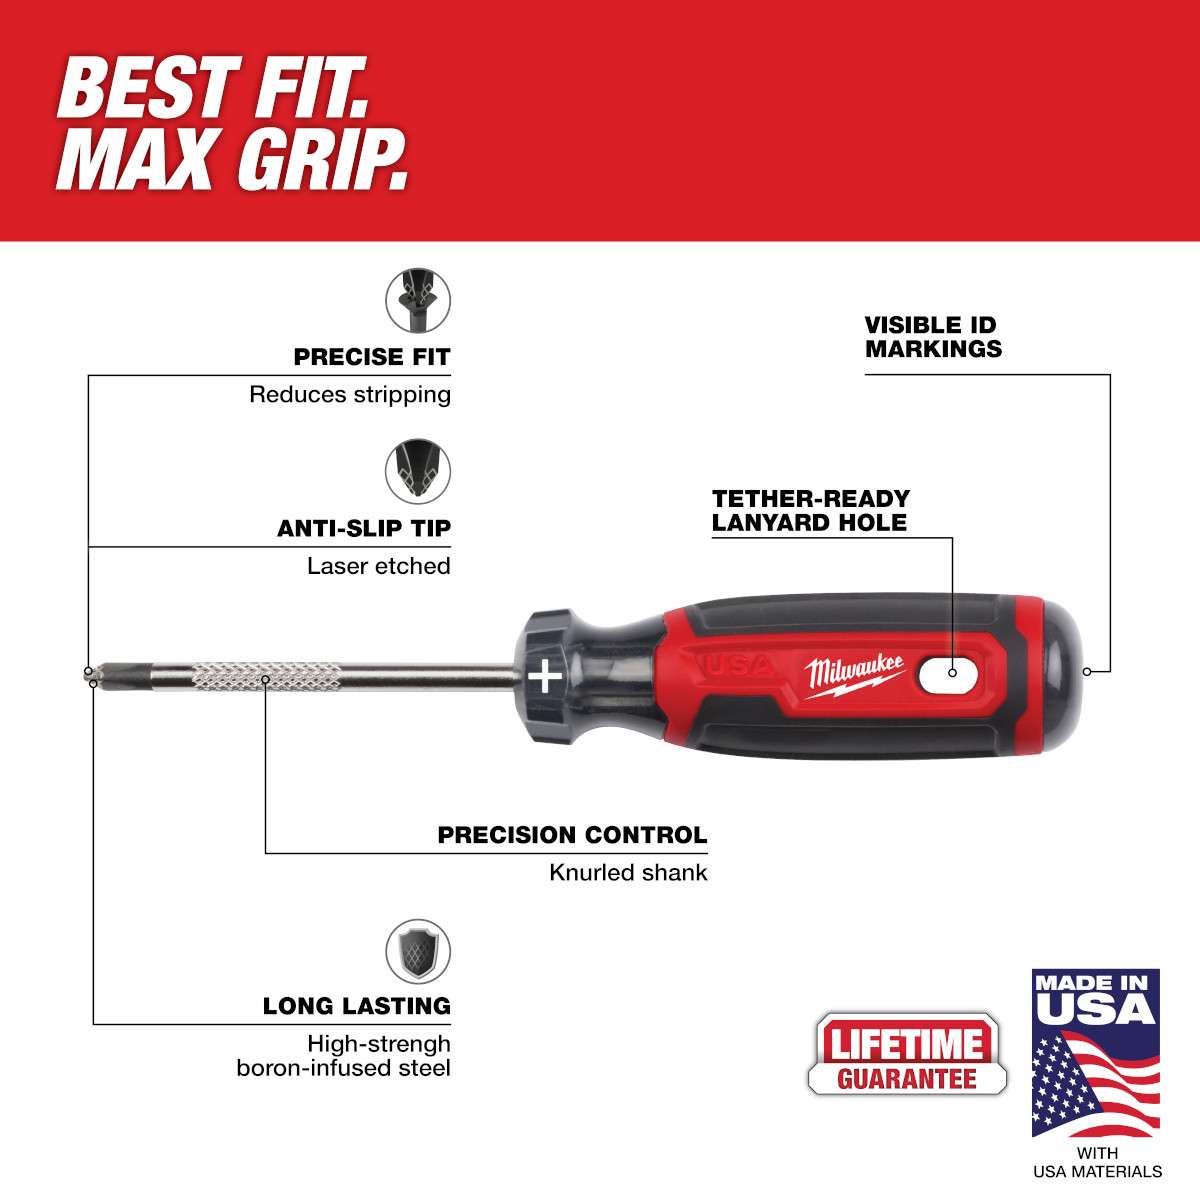 BEST FIT.
MAX GRIP.
PRECISE FIT
Reduces stripping
ANTI-SLIP TIP
Laser etched
VISIBLE ID
MARKINGS
TETHER-READY
LANYARD HOLE
USA
Milwaukee
PRECISION CONTROL
Knurled shank
LONG LASTING
High-strengh
boron-infused steel
LIFETIME
GUARANTEE
MADE IN
USA
WITH
USA MATERIALS